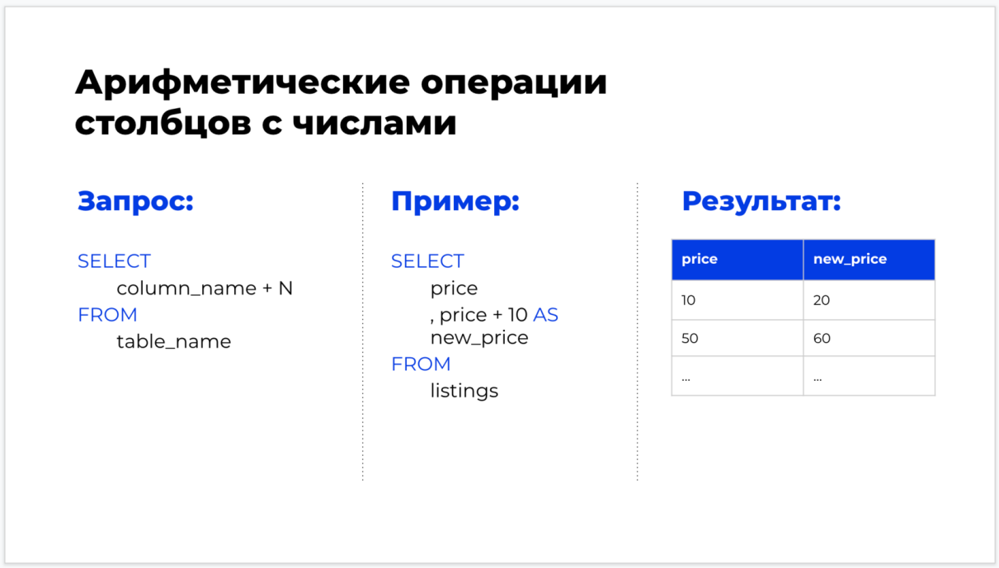 Арифметические операции
столбцов с числами
Запрос:
SELECT
column_name + N
FROM
table_name
Пример:
SELECT
price
, price + 10 AS
new_price
FROM
listings
Результат:
price new_price
10 20
50 60
... ...